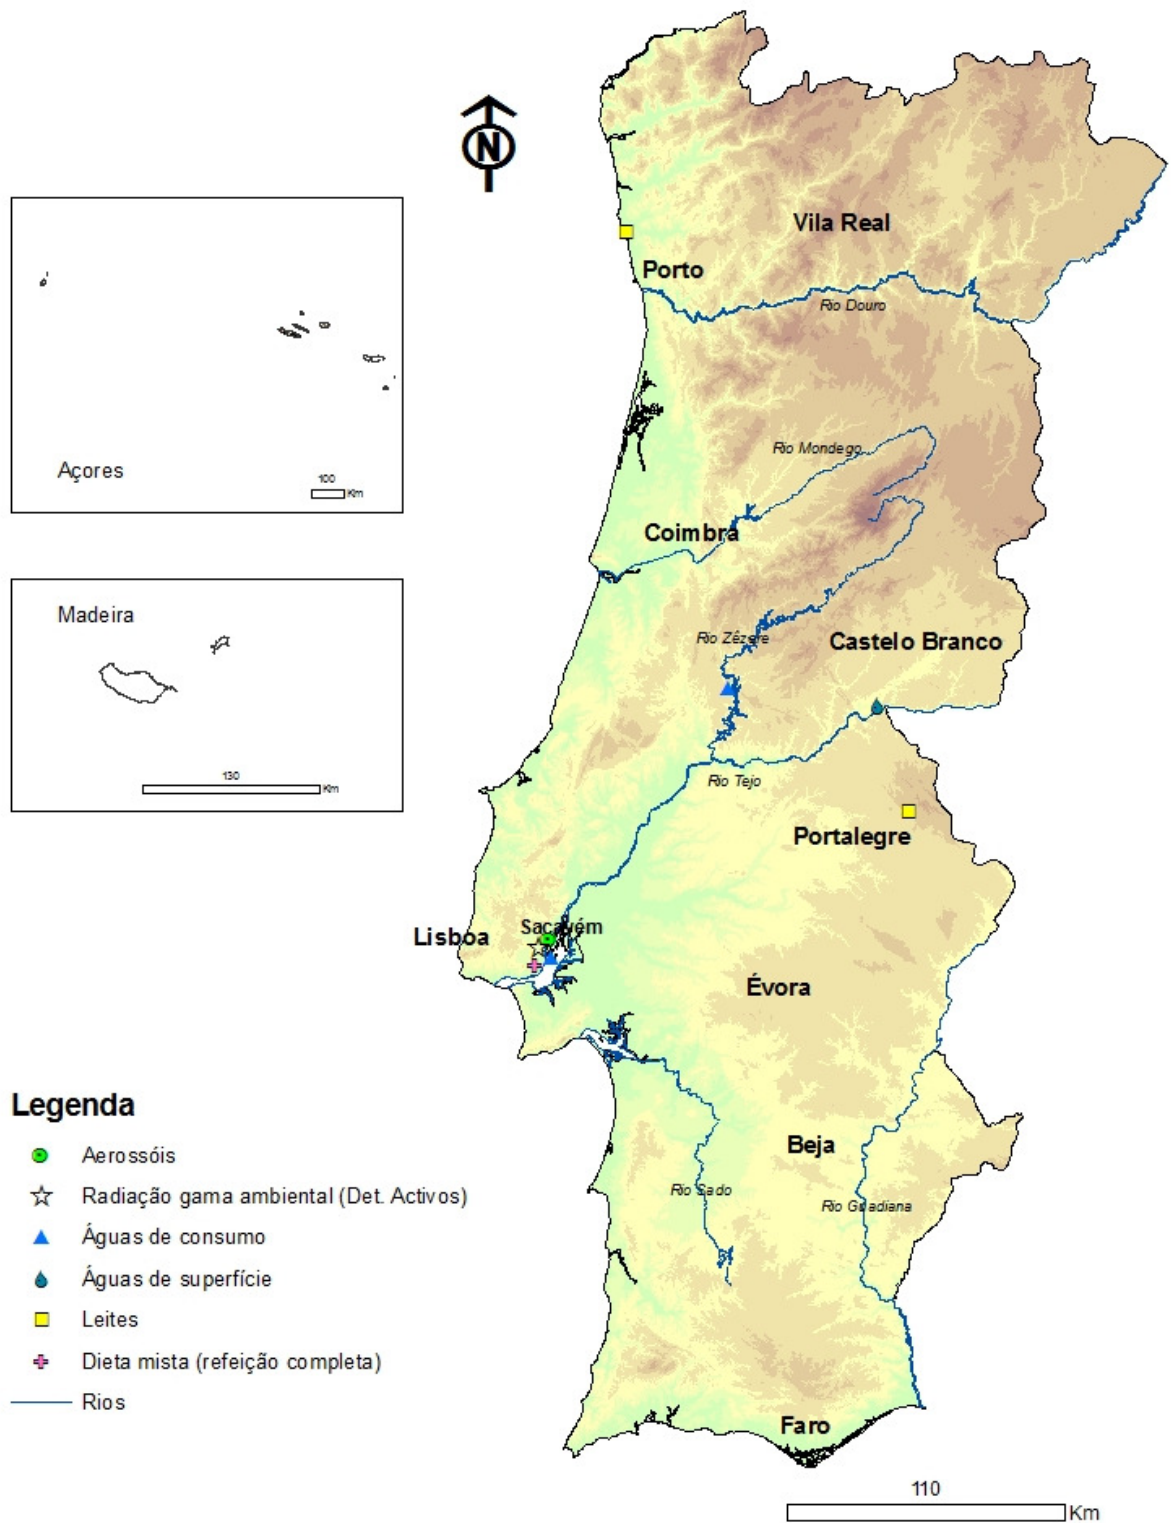 N
Vila Real
Porto
Rio Douro
Rio Mondego
Açores
100
Km
Coimbra
Madeira
Rio Zêzere
Castelo Branco
130
Km
Rio Tejo
Portalegre
Sacavém
Lisboa
Évora
Legenda
Beja
Aerossóis
Radiação gama ambiental (Det. Activos)
Rio Sado
Rio Guadiana
Águas de consumo
Águas de superfície
Leites
Dieta mista (refeição completa)
Rios
Faro
110
Km